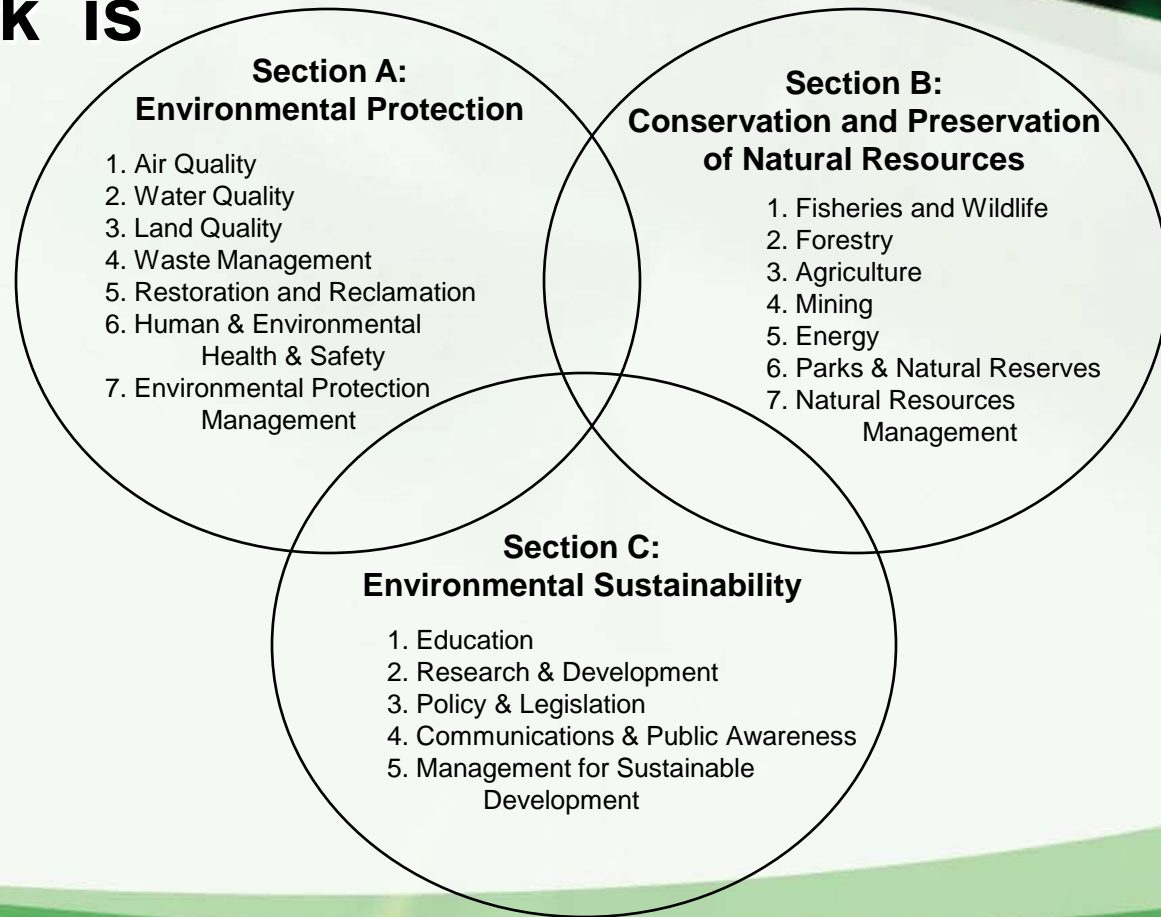 k is
Section A:
Environmental Protection
1. Air Quality
2. Water Quality
3. Land Quality
4. Waste Management
5. Restoration and Reclamation
6. Human & Environmental
Health & Safety
7. Environmental Protection
Management
Section B:
Conservation and Preservation
of Natural Resources
1. Fisheries and Wildlife
2. Forestry
3. Agriculture
4. Mining
5. Energy
6. Parks & Natural Reserves
7. Natural Resources
Management
Section C:
Environmental Sustainability
1. Education
2. Research & Development
3. Policy & Legislation
4. Communications & Public Awareness
5. Management for Sustainable
Development